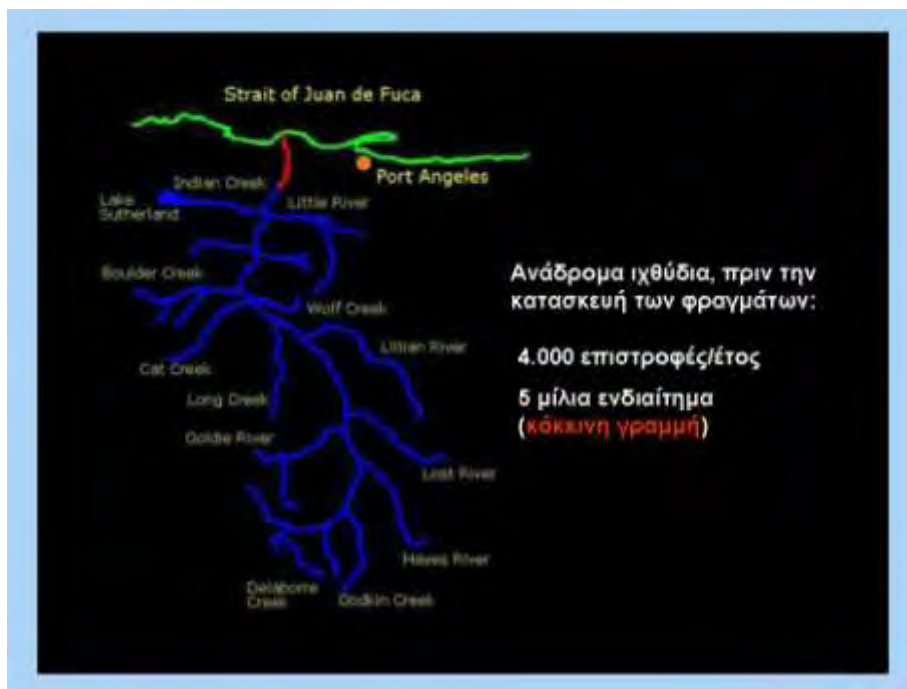 Strait of Juan de Fuca
Port Angeles
Indian Creek
Lake
Sutherland
Little River
Boulder Creek
Wolf Creek
Lillian River
Cat Creek
Long Creek
Goldie River
Lost River
Hayes River
Delabarre
Creek
Godkin Creek
Ανάδρομα ιχθύδια, πριν την
κατασκευή των φραγμάτων:
4.000 επιστροφές/έτος
5 μίλια ενδιαίτημα
(κόκκινη γραμμή)